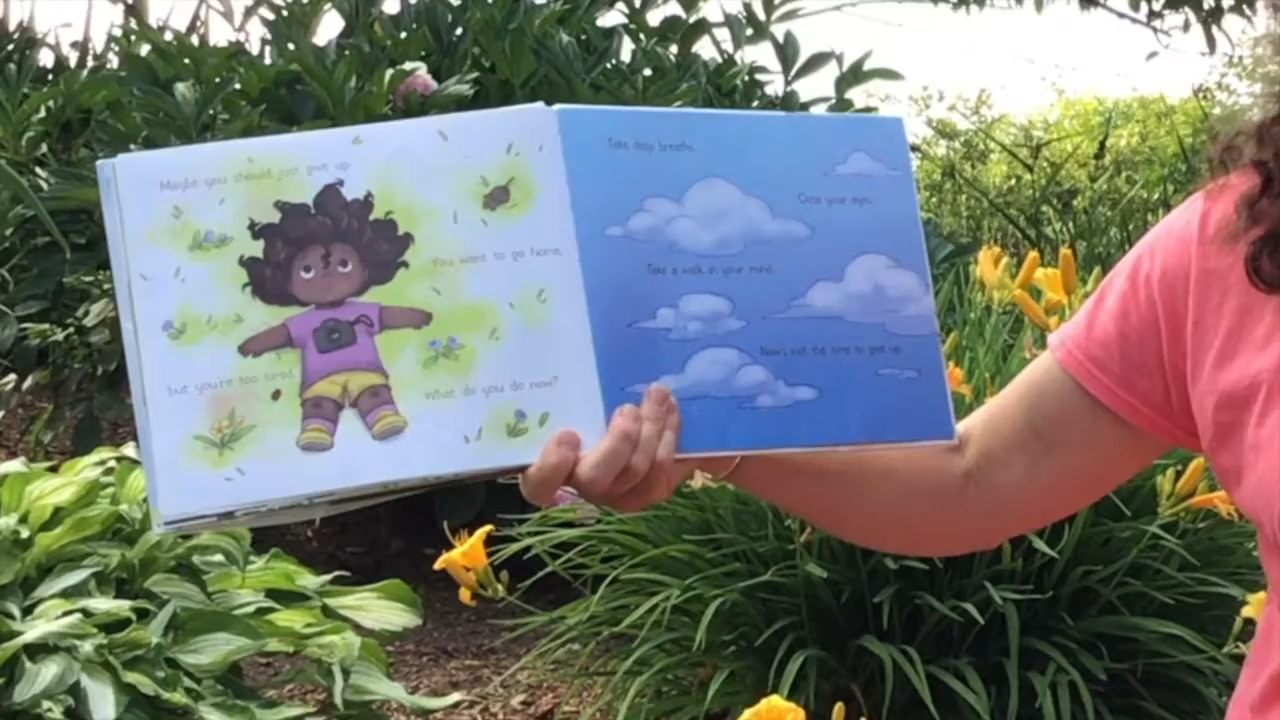 Maybe you should just give up.
You want to go home,
but you're too tired.
What do you do now?
Take deep breaths.
Close your eyes.
Take a walk in your mind.
Now's not the time to give up.